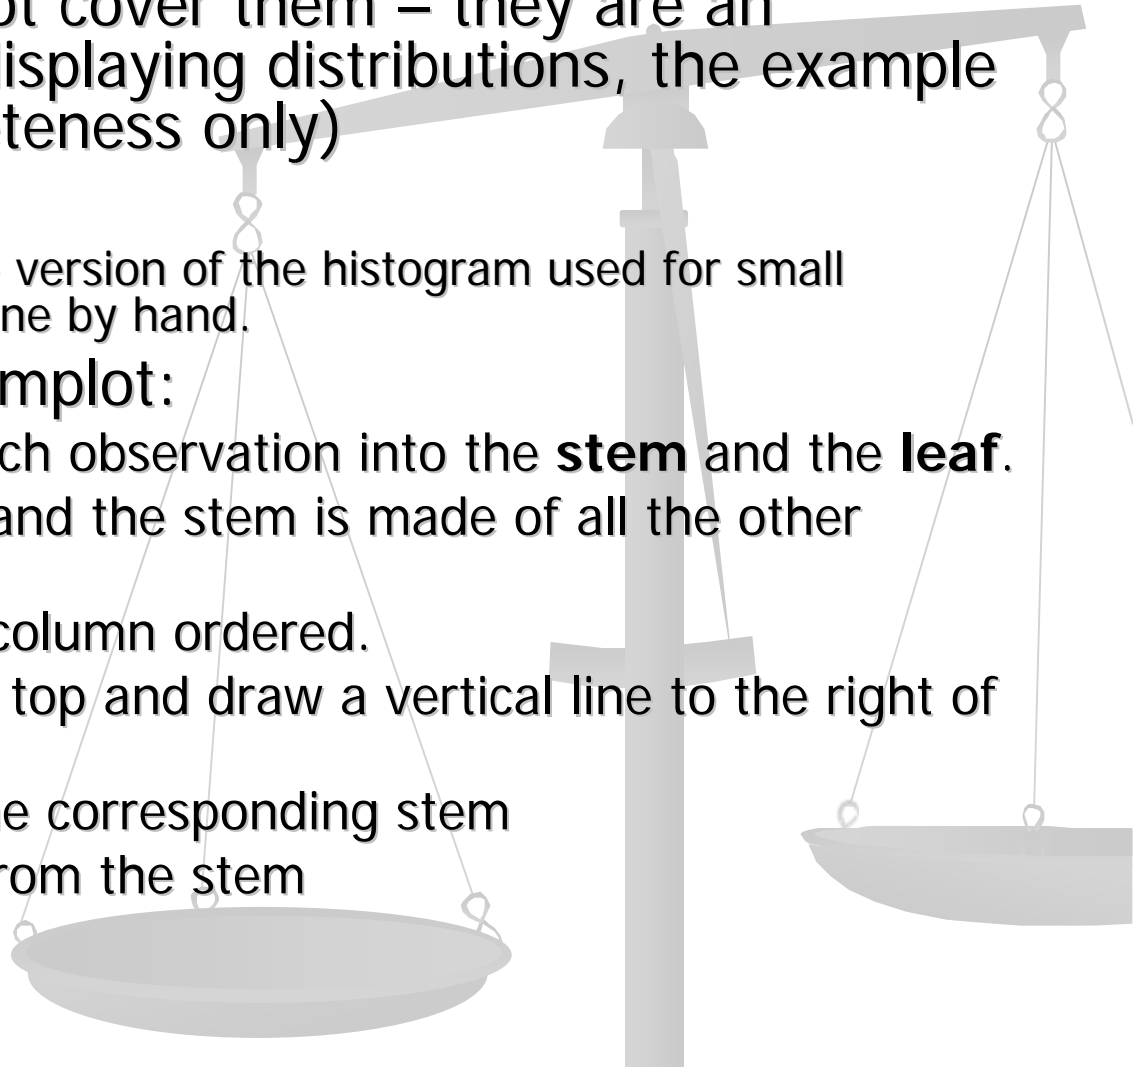 ot cover them – they are an
isplaying distributions, the example
teness only)
version of the histogram used for small
ne by hand.
mplot:
ch observation into the stem and the leaf.
and the stem is made of all the other
column ordered.
top and draw a vertical line to the right of
e corresponding stem
rom the stem